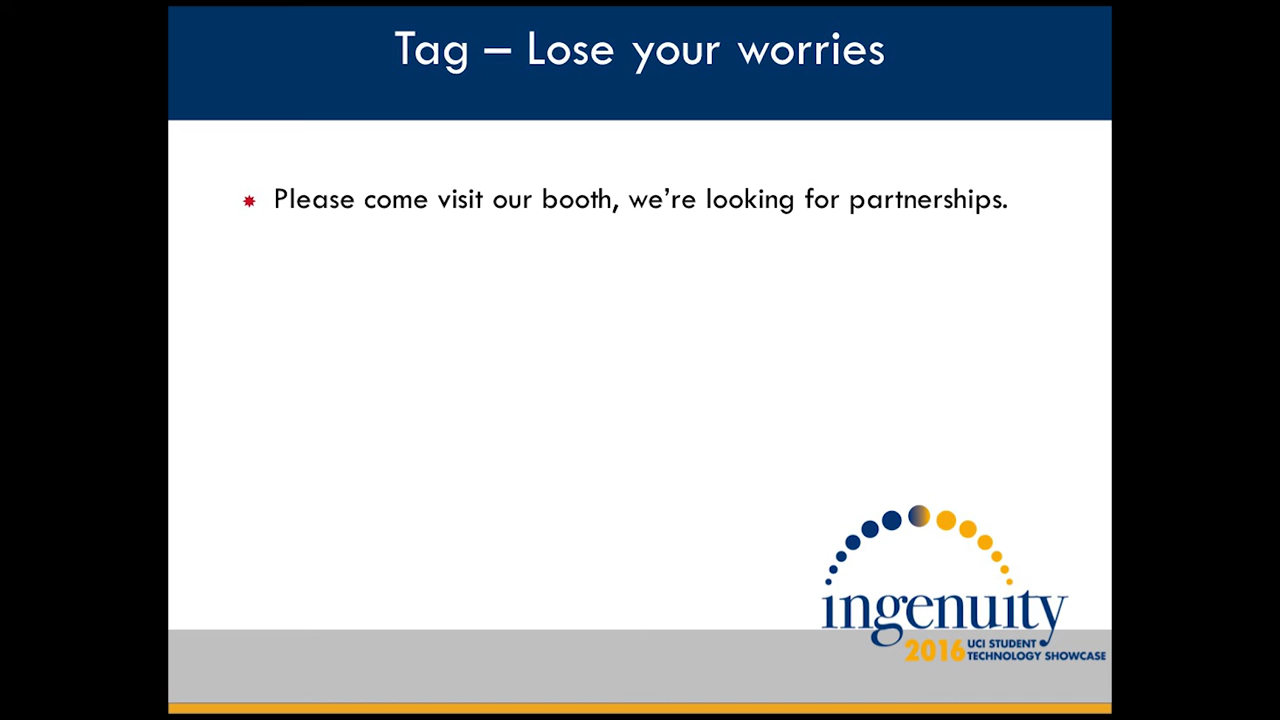 Tag – Lose your worries
Please come visit our booth, we're looking for partnerships.
ingenuity
2016 UCI STUDENT
TECHNOLOGY SHOWCASE